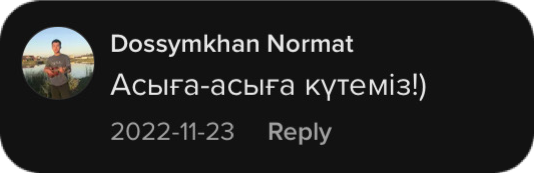 Dossymkhan Normat
Асыға-асыға күтеміз!)
2022-11-23 Reply